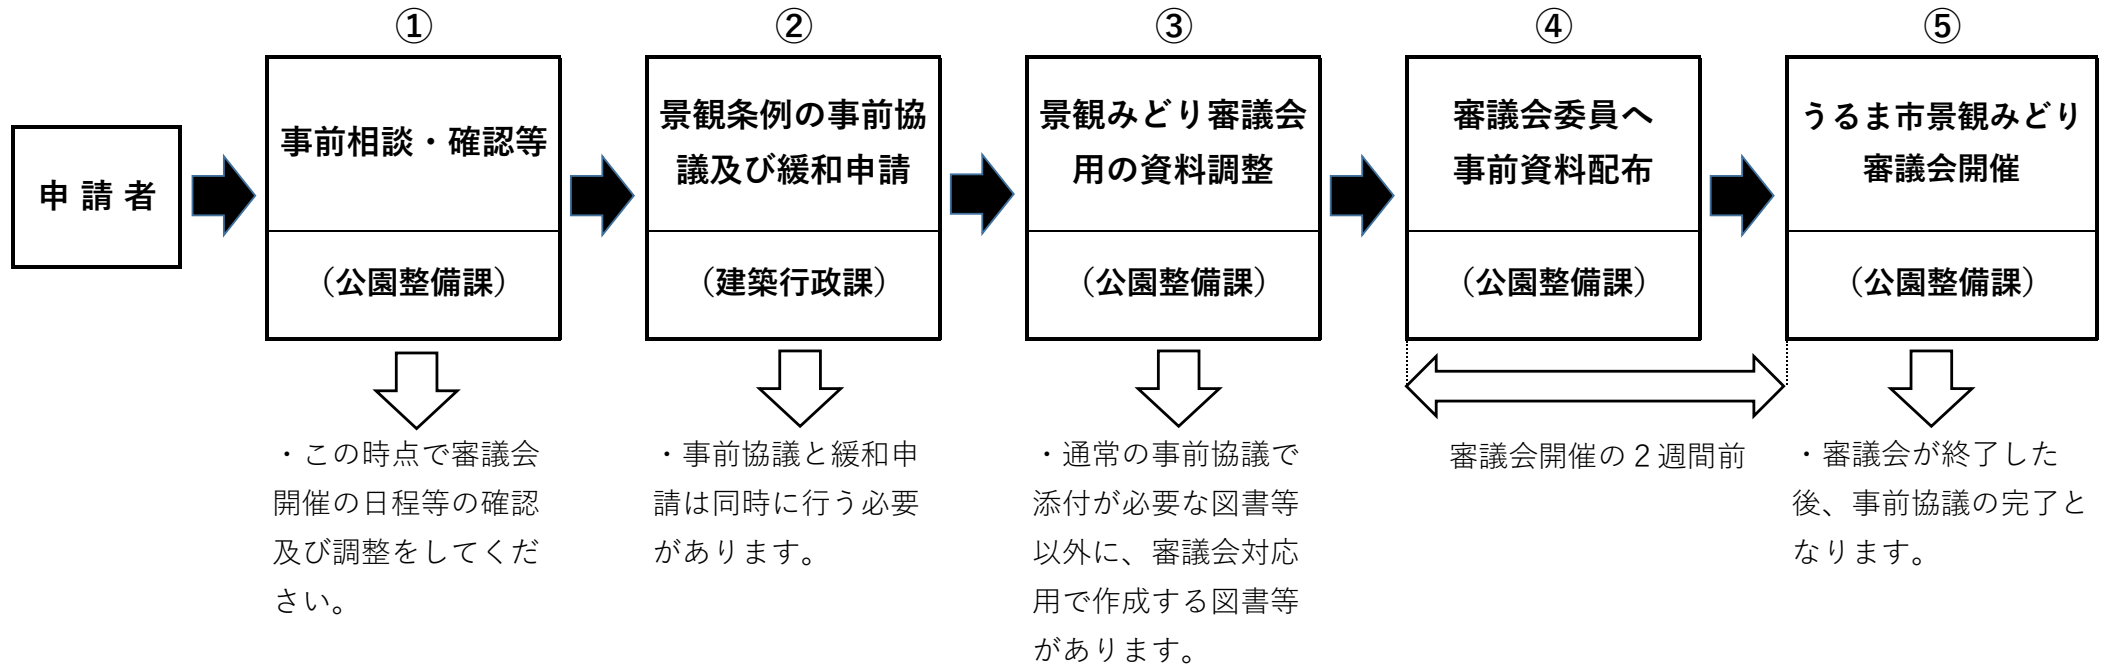 申請者
①
事前相談・確認等
（公園整備課）
・この時点で審議会
開催の日程等の確認
及び調整をしてくだ
さい。
②
景観条例の事前協
議及び緩和申請
（建築行政課）
・事前協議と緩和申
請は同時に行う必要
があります。
③
景観みどり審議会
用の資料調整
（公園整備課）
・通常の事前協議で
添付が必要な図書等
以外に、審議会対応
用で作成する図書等
があります。
④
審議会委員へ
事前資料配布
（公園整備課）
審議会開催の２週間前
⑤
うるま市景観みどり
審議会開催
（公園整備課）
・審議会が終了した
後、事前協議の完了と
なります。